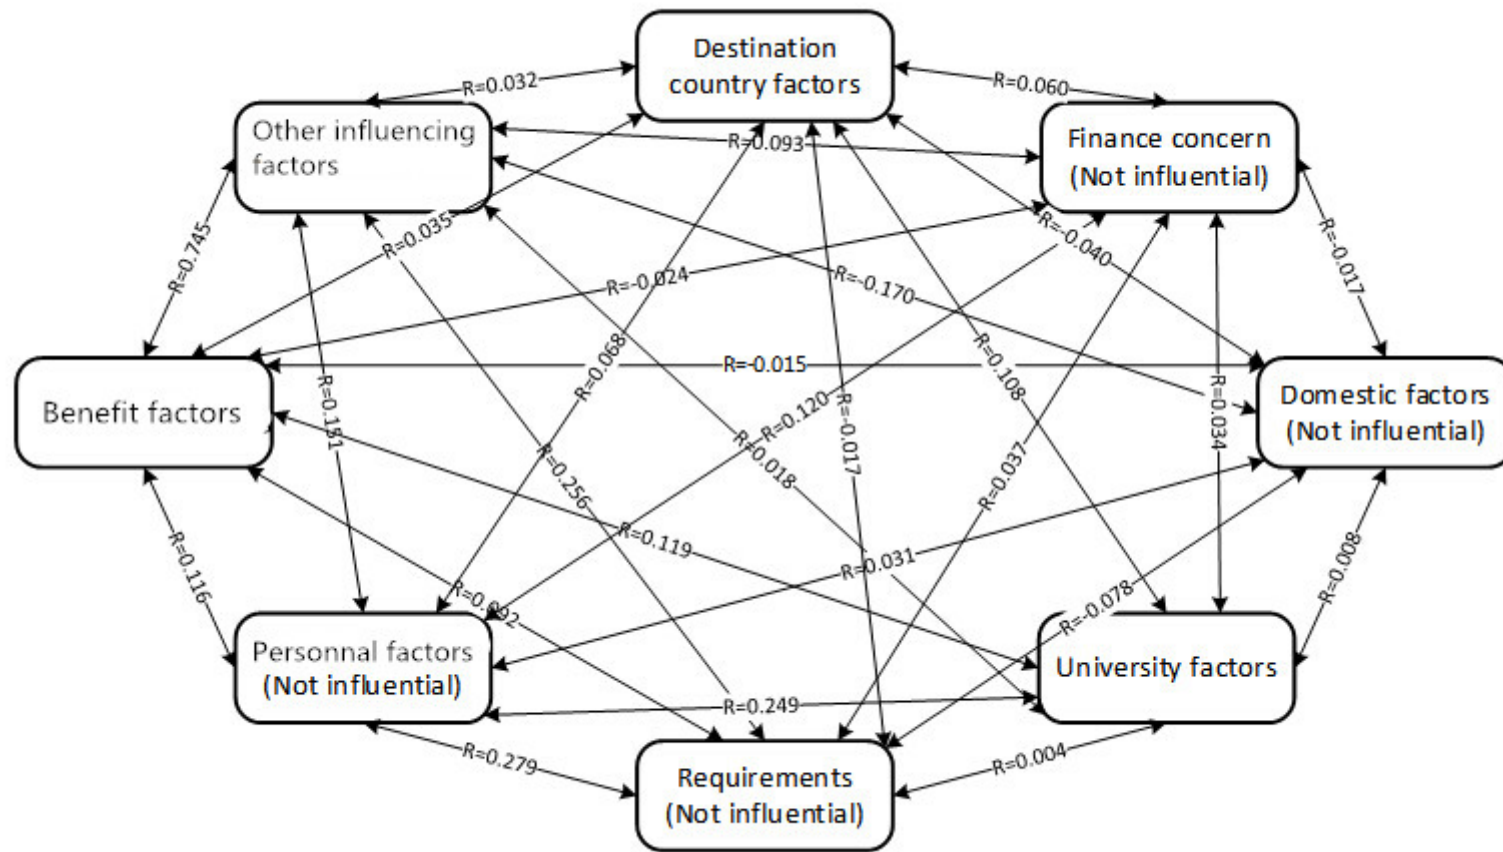 Destination
country factors
R=0.032
R=0.060
Other influencing
factors
R=0.093
Finance concern
(Not influential)
R=0.745
R=0.035
R=-0.024
R=-0.040
R=-0.170
R=-0.017
R=0.068
R=-0.015
R=0.108
Benefit factors
R=0.151
R=0.120
R=0.018
R=-0.017
R=0.034
Domestic factors
(Not influential)
R=0.256
R=0.037
R=0.116
R=0.119
R=0.031
R=0.008
R=0.092
R=-0.078
Personnal factors
(Not influential)
University factors
R=0.249
R=0.279
R=0.004
Requirements
(Not influential)